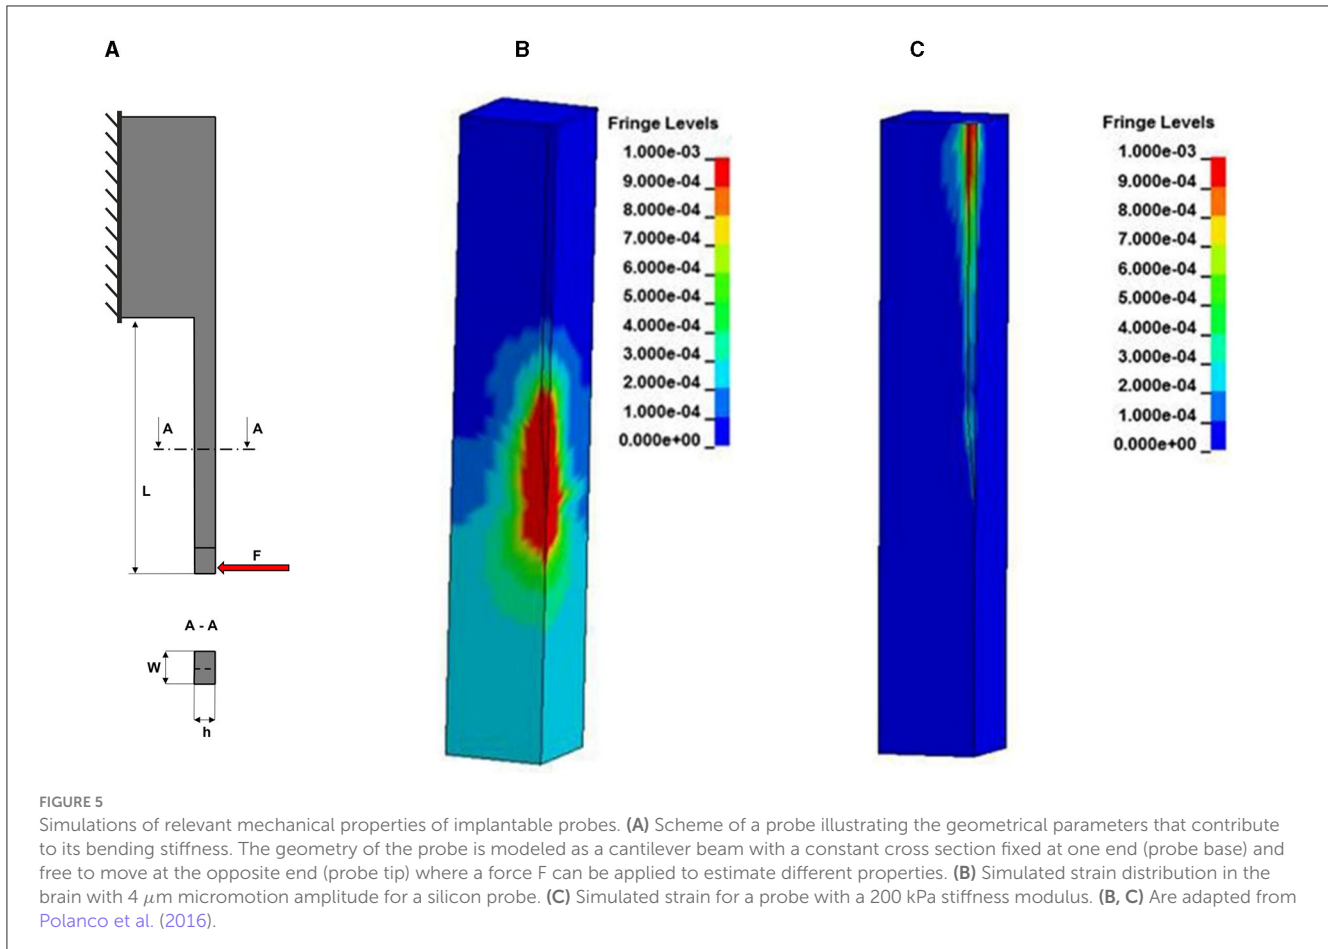 A
B
C
Fringe Levels
1.000e-03
9.000e-04
8.000e-04
7.000e-04
6.000e-04
5.000e-04
4.000e-04
3.000e-04
2.000e-04
1.000e-04
0.000e+00
Fringe Levels
1.000e-03
9.000e-04
8.000e-04
7.000e-04
6.000e-04
5.000e-04
4.000e-04
3.000e-04
2.000e-04
1.000e-04
0.000e+00
A
A
L
F
A - A
W
h
FIGURE 5
Simulations of relevant mechanical properties of implantable probes. (A) Scheme of a probe illustrating the geometrical parameters that contribute
to its bending stiffness. The geometry of the probe is modeled as a cantilever beam with a constant cross section fixed at one end (probe base) and
free to move at the opposite end (probe tip) where a force F can be applied to estimate different properties. (B) Simulated strain distribution in the
brain with 4 μm micromotion amplitude for a silicon probe. (C) Simulated strain for a probe with a 200 kPa stiffness modulus. (B, C) Are adapted from
Polanco et al. (2016).